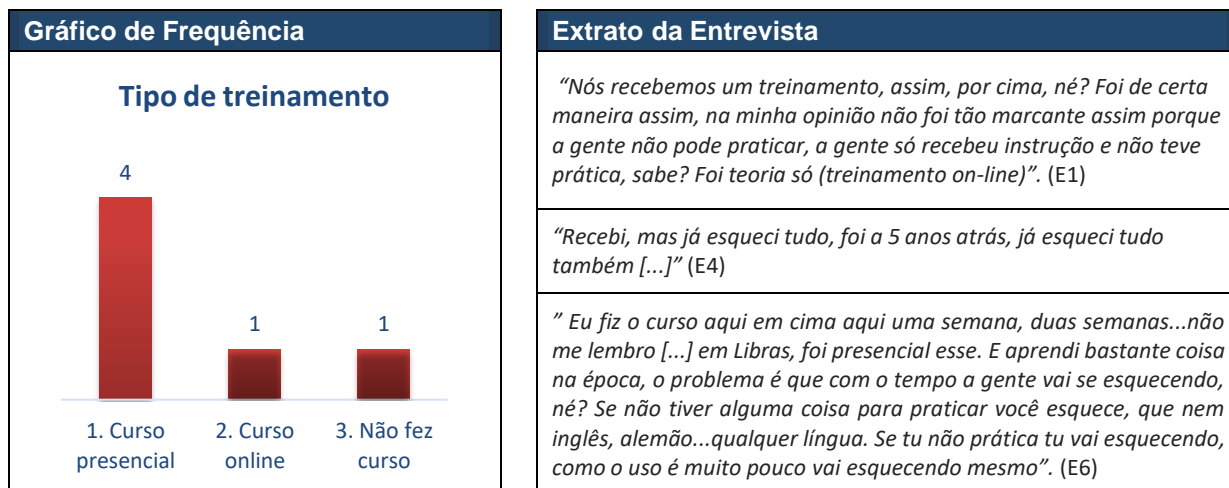 Gráfico de Frequência
Tipo de treinamento
4
1
1
1. Curso
presencial
2. Curso
online
3. Não fez
curso
Extrato da Entrevista
“Nós recebemos um treinamento, assim, por cima, né? Foi de certa
maneira assim, na minha opinião não foi tão marcante assim porque
a gente não pode praticar, a gente só recebeu instrução e não teve
prática, sabe? Foi teoria só (treinamento on-line)”. (E1)
“Recebi, mas já esqueci tudo, foi a 5 anos atrás, já esqueci tudo
também [...]” (E4)
” Eu fiz o curso aqui em cima aqui uma semana, duas semanas...não
me lembro [...] em Libras, foi presencial esse. E aprendi bastante coisa
na época, o problema é que com o tempo a gente vai se esquecendo,
né? Se não tiver alguma coisa para praticar você esquece, que nem
inglês, alemão...qualquer língua. Se tu não prática tu vai esquecendo,
como o uso é muito pouco vai esquecendo mesmo”. (E6)